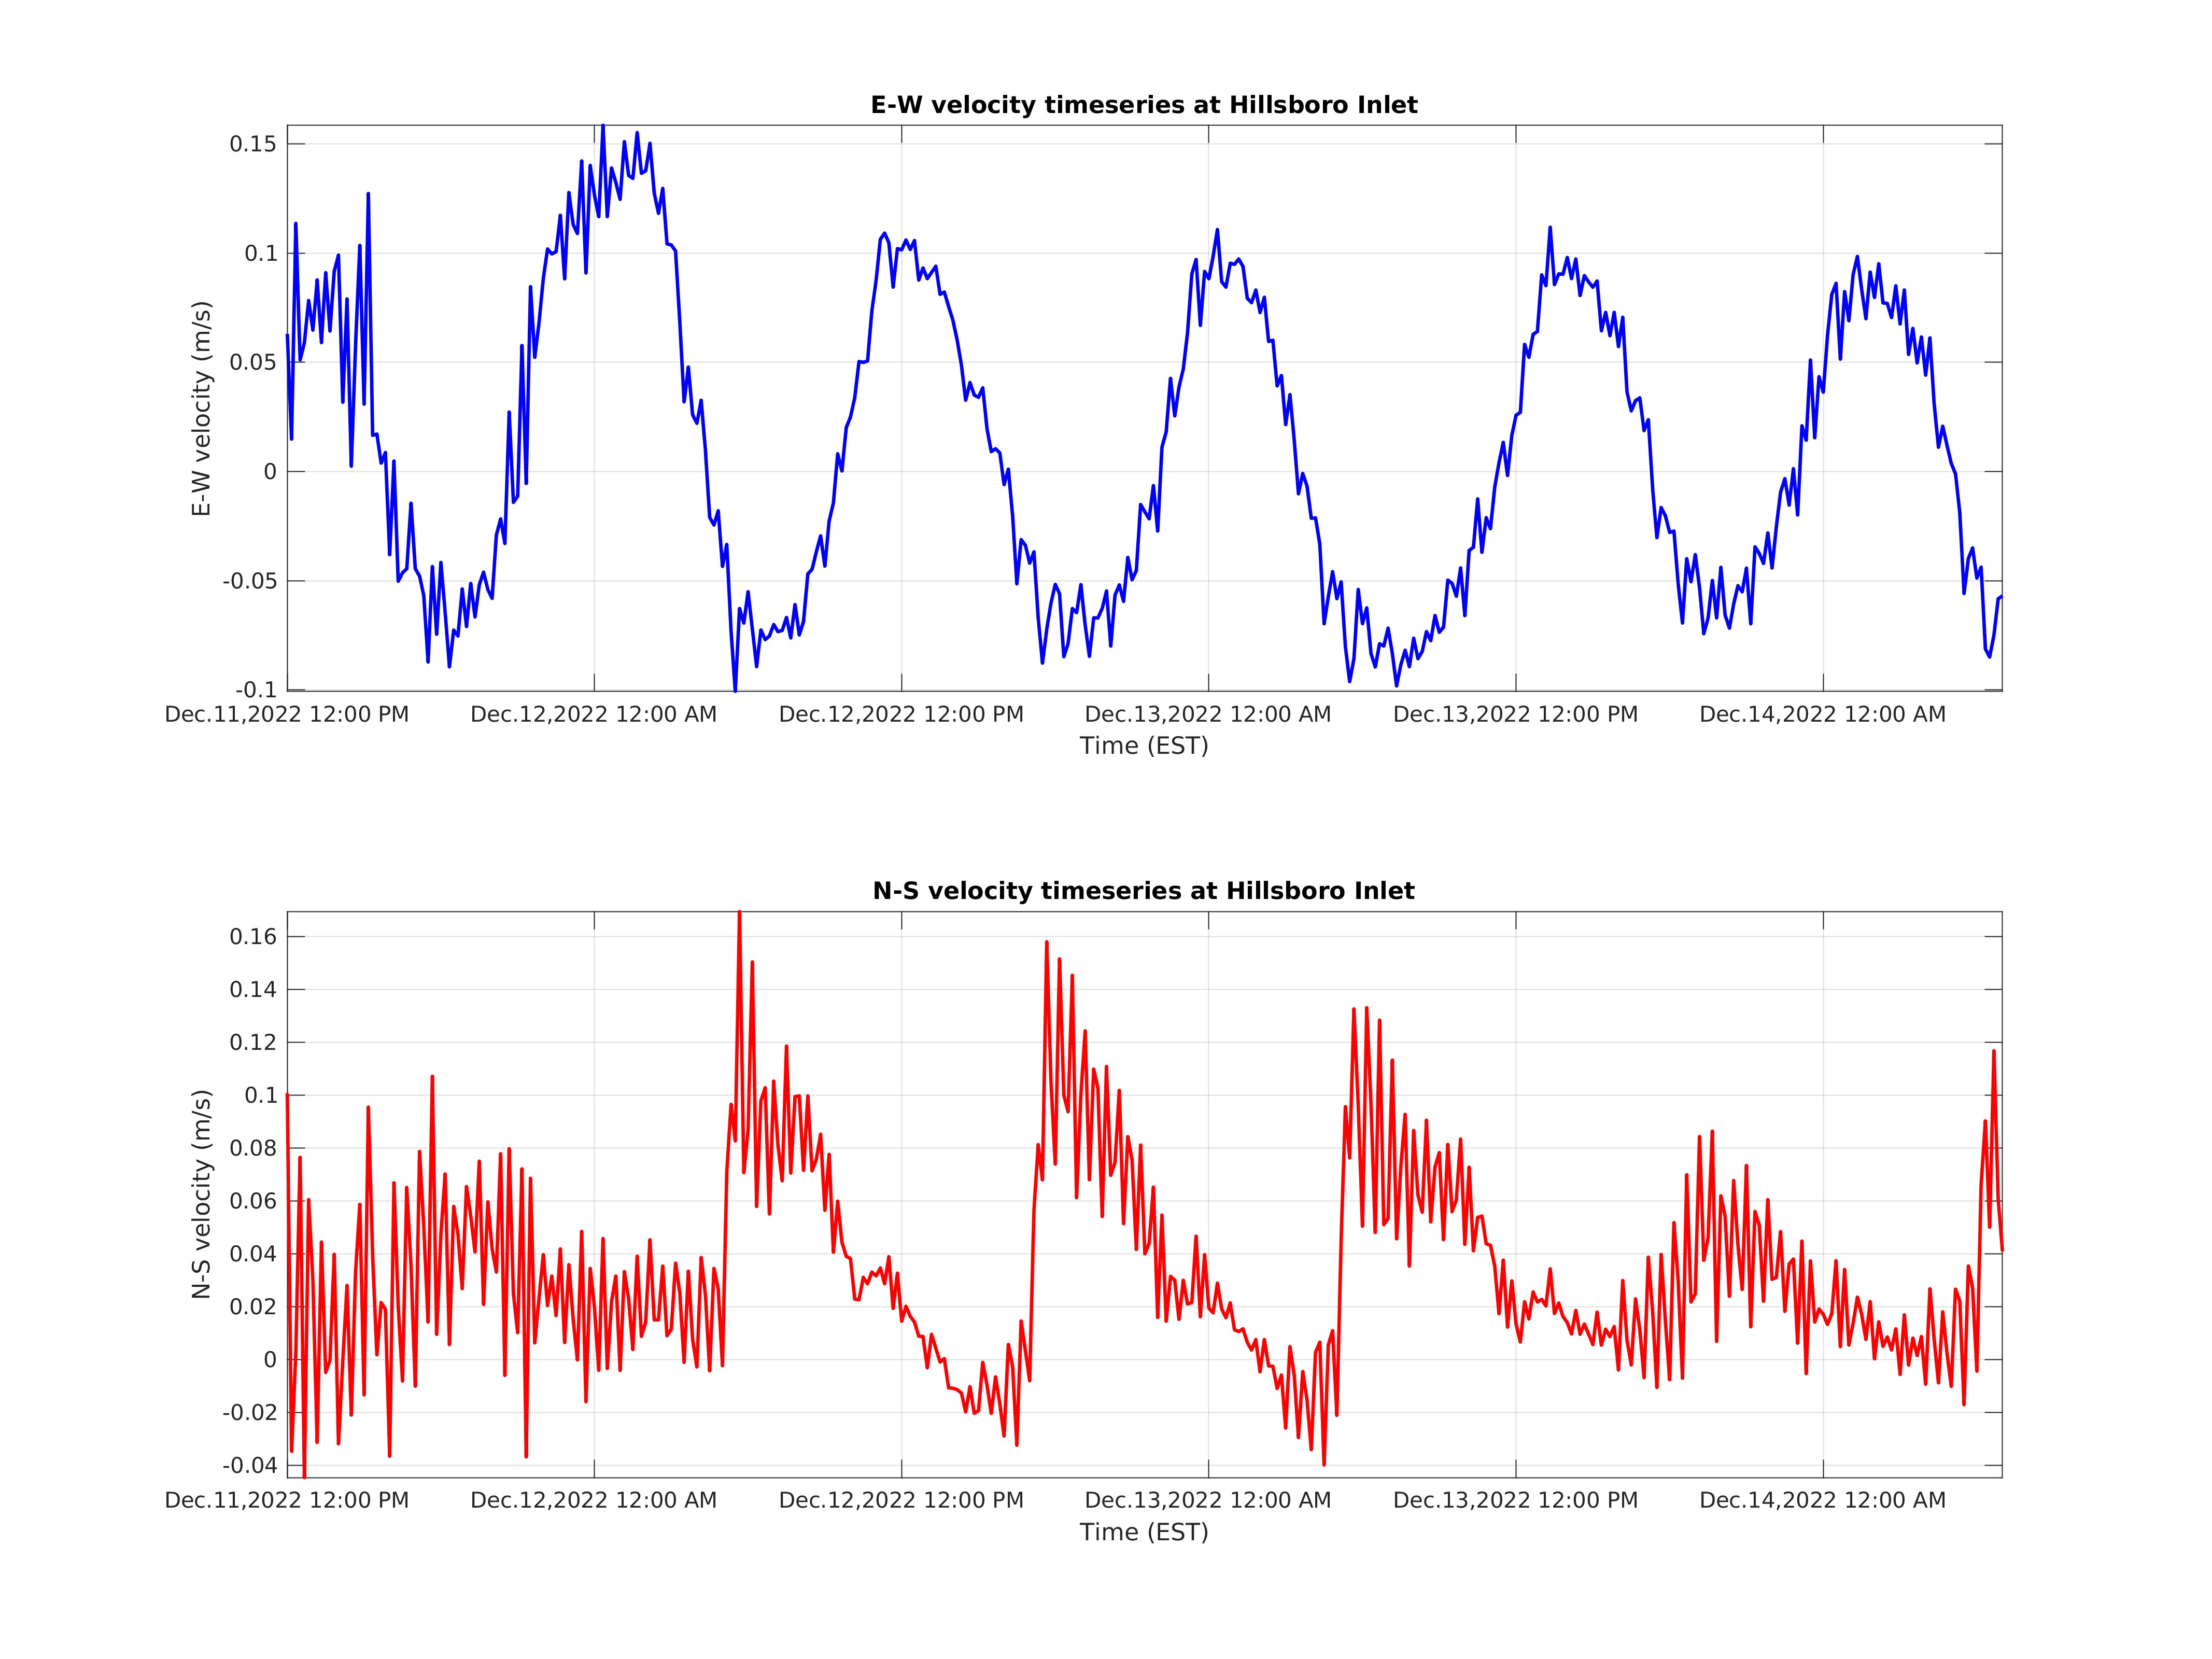 E-W velocity timeseries at Hillsboro Inlet
E-W velocity (m/s)
0.15
0.1
0.05
0
-0.05
-0.1
Dec.11,2022 12:00 PM Dec.12,2022 12:00 AM Dec.12,2022 12:00 PM Dec.13,2022 12:00 AM Dec.13,2022 12:00 PM Dec.14,2022 12:00 AM
Time (EST)
N-S velocity timeseries at Hillsboro Inlet
N-S velocity (m/s)
0.16
0.14
0.12
0.1
0.08
0.06
0.04
0.02
0
-0.02
-0.04
Dec.11,2022 12:00 PM Dec.12,2022 12:00 AM Dec.12,2022 12:00 PM Dec.13,2022 12:00 AM Dec.13,2022 12:00 PM Dec.14,2022 12:00 AM
Time (EST)